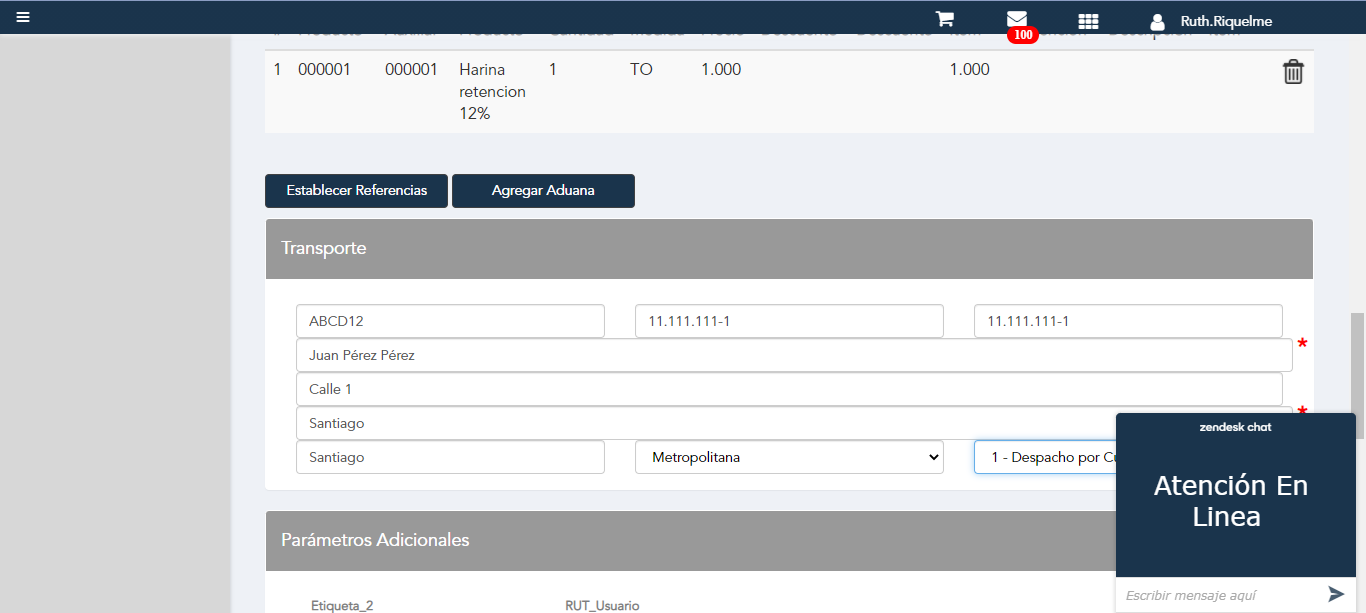 Ruth.Riquelme
100
1 000001 000001 Harina 1 TO 1.000 1.000
retencion
12%
Establecer Referencias Agregar Aduana
Transporte
ABCD12 11.111.111-1 11.111.111-1
*
Juan Pérez Pérez
Calle 1
*
Santiago
zendesk chat
Santiago Metropolitana 1 - Despacho por Cu
Atención En
Linea
Parámetros Adicionales
Escribir mensaje aquí
Etiqueta_2 RUT_Usuario